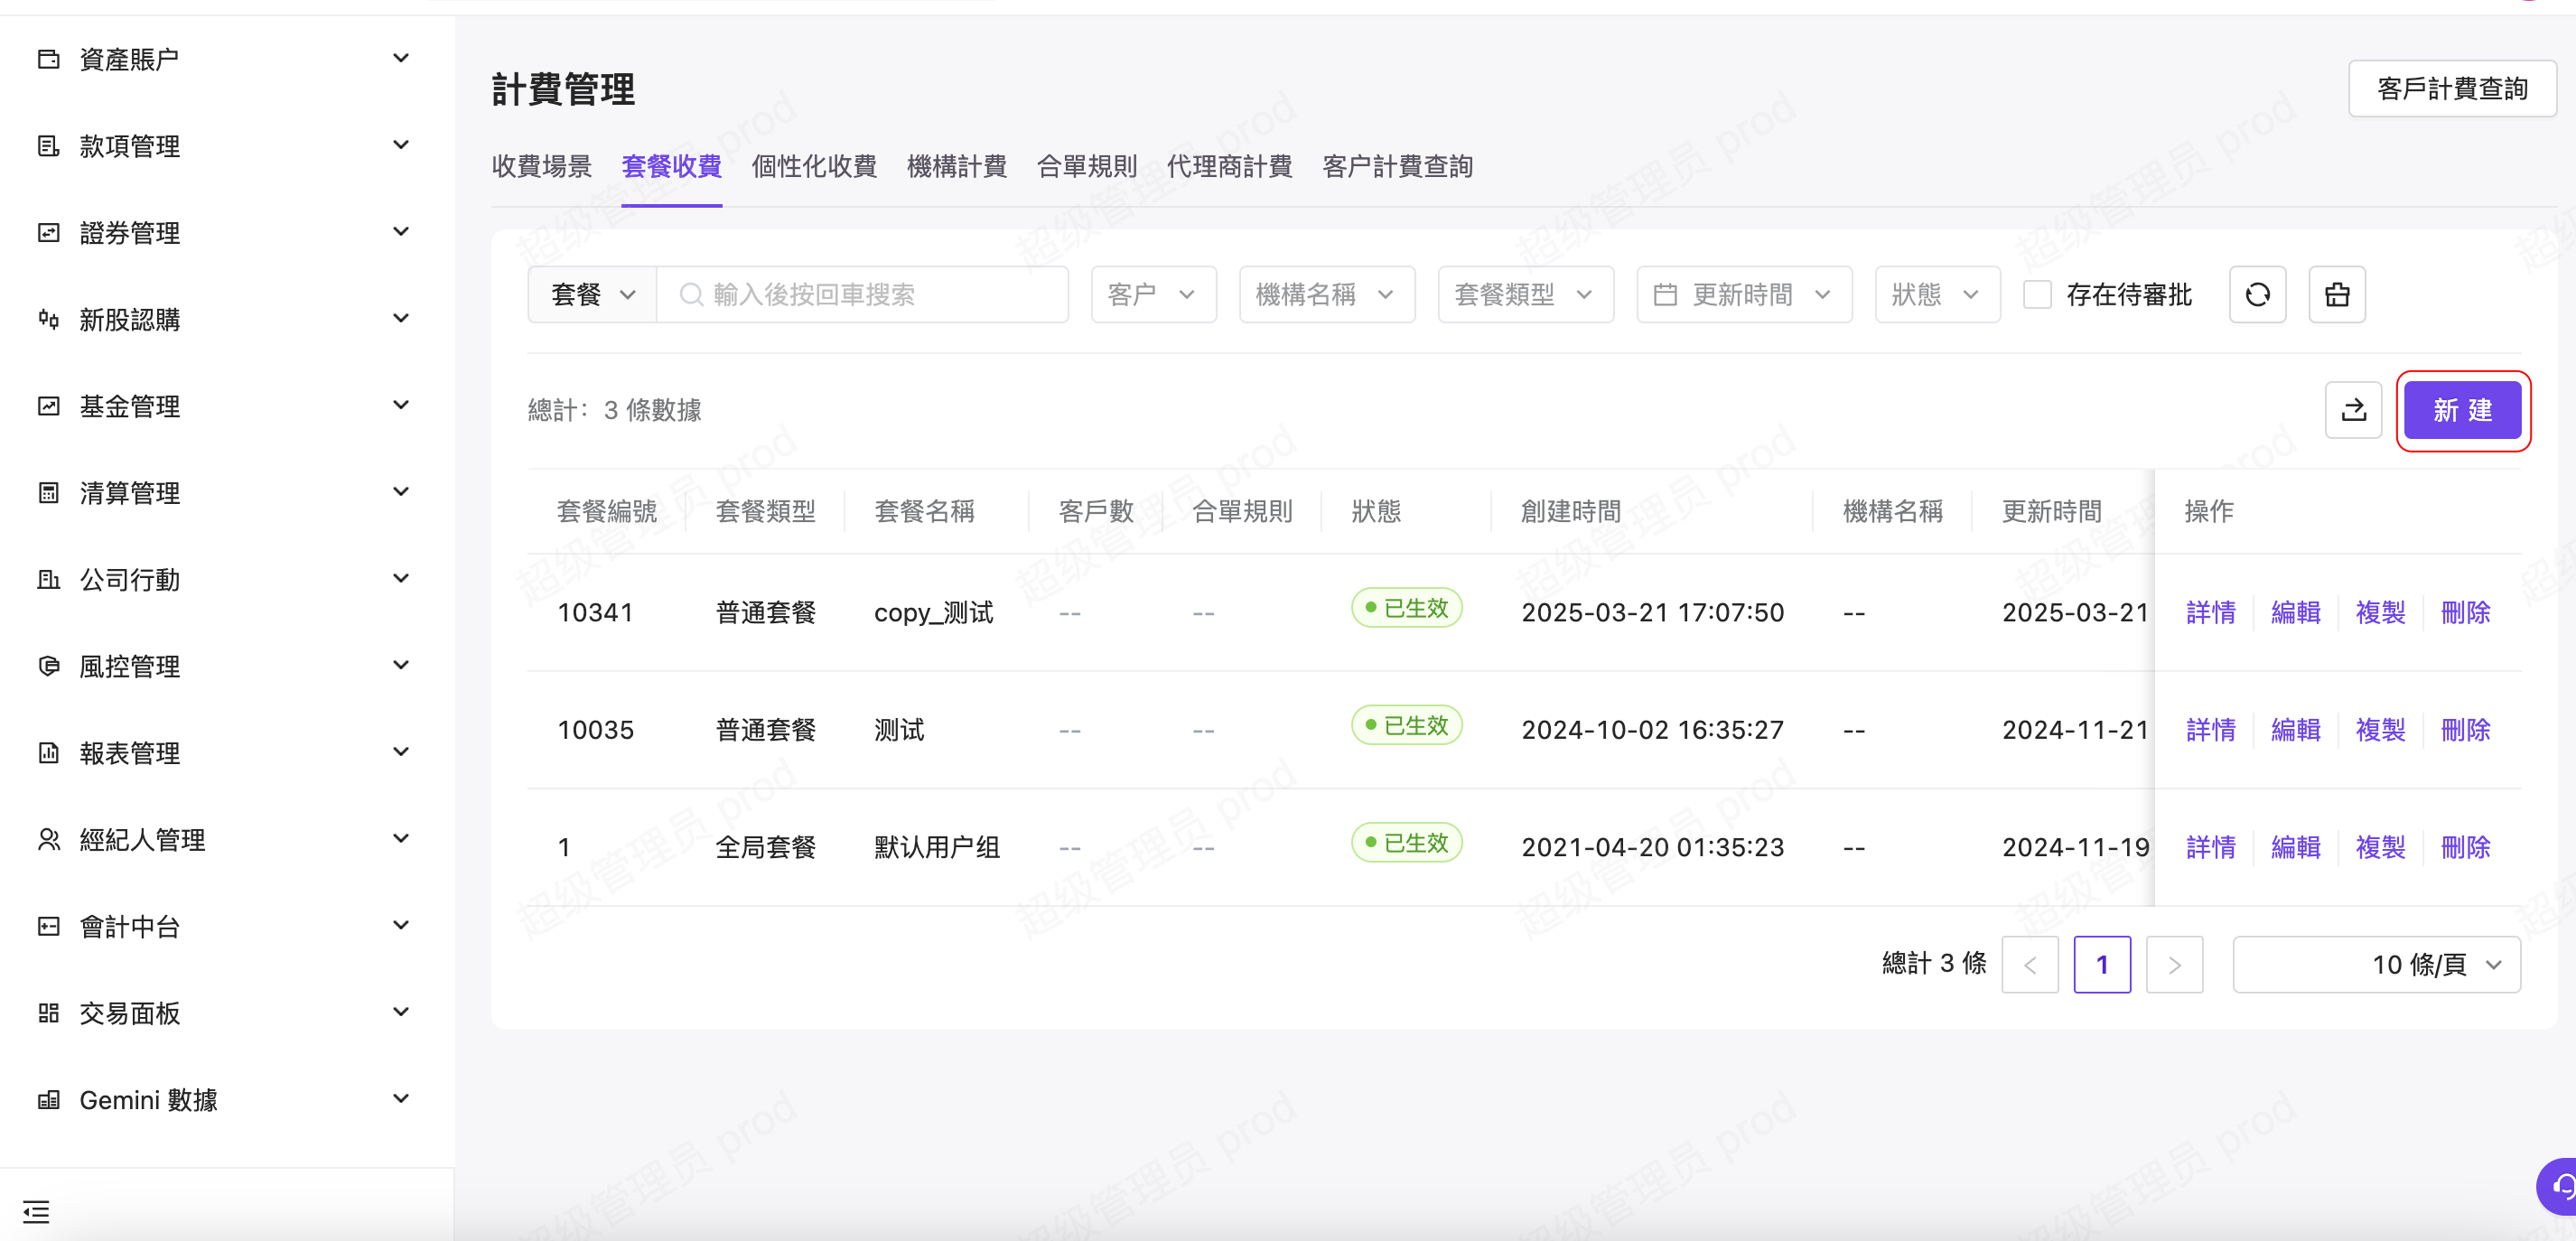 資產賬户
款項管理
證券管理
新股認購
基金管理
清算管理
公司行動
風控管理
報表管理
經紀人管理
會計中台
交易面板
Gemini 數據
計費管理
客戶計費查詢
收費場景 套餐收費 個性化收費 機構計費 合單規則 代理商計費 客户計費查詢
套餐 輸入後按回車搜索 客户 機構名稱 套餐類型 更新時間 狀態 存在待審批
總計： 3 條數據
新 建
套餐編號 套餐類型 套餐名稱 客戶數 合單規則 狀態 創建時間 機構名稱 更新時間 操作
10341 普通套餐 copy_测试 -- -- 已生效 2025-03-21 17:07:50 -- 2025-03-21 詳情 編輯 複製 刪除
10035 普通套餐 测试 -- -- 已生效 2024-10-02 16:35:27 -- 2024-11-21 詳情 編輯 複製 刪除
1 全局套餐 默认用户组 -- -- 已生效 2021-04-20 01:35:23 -- 2024-11-19 詳情 編輯 複製 刪除
總計 3 條 1 10 條/頁
超级管理员 prod